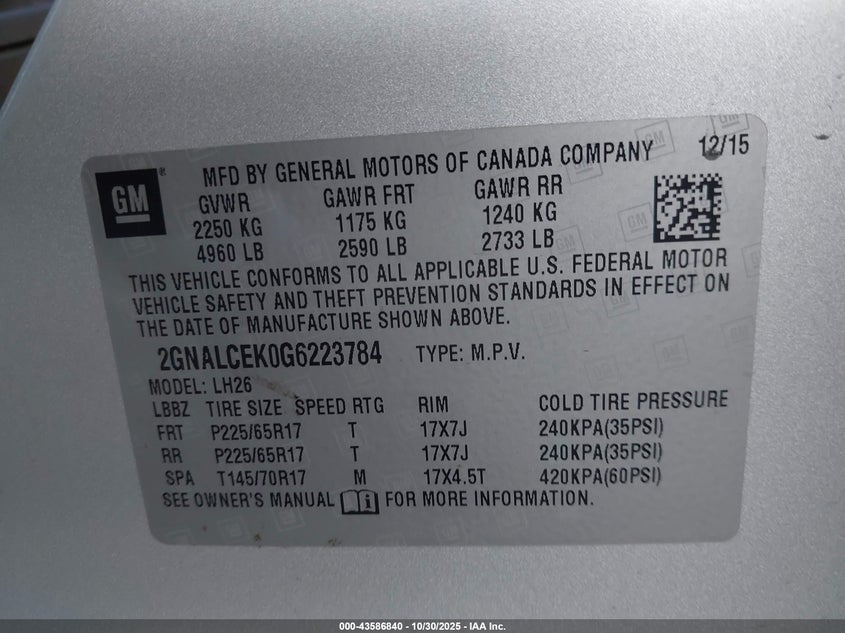 GM
®
MFD BY GENERAL MOTORS OF CANADA COMPANY 12/15
GVWR GAWR FRT GAWR RR
2250 KG 1175 KG 1240 KG
4960 LB 2590 LB 2733 LB
THIS VEHICLE CONFORMS TO ALL APPLICABLE U.S. FEDERAL MOTOR
VEHICLE SAFETY AND THEFT PREVENTION STANDARDS IN EFFECT ON
THE DATE OF MANUFACTURE SHOWN ABOVE.
2GNALCEK0G6223784 TYPE: M.P.V.
MODEL: LH26
LBBZ TIRE SIZE SPEED RTG RIM COLD TIRE PRESSURE
FRT P225/65R17 T 17X7J 240KPA(35PSI)
RR P225/65R17 T 17X7J 240KPA(35PSI)
SPA T145/70R17 M 17X4.5T 420KPA(60PSI)
SEE OWNER'S MANUAL FOR MORE INFORMATION.
000-43586840 - 10/30/2025 - IAA Inc.